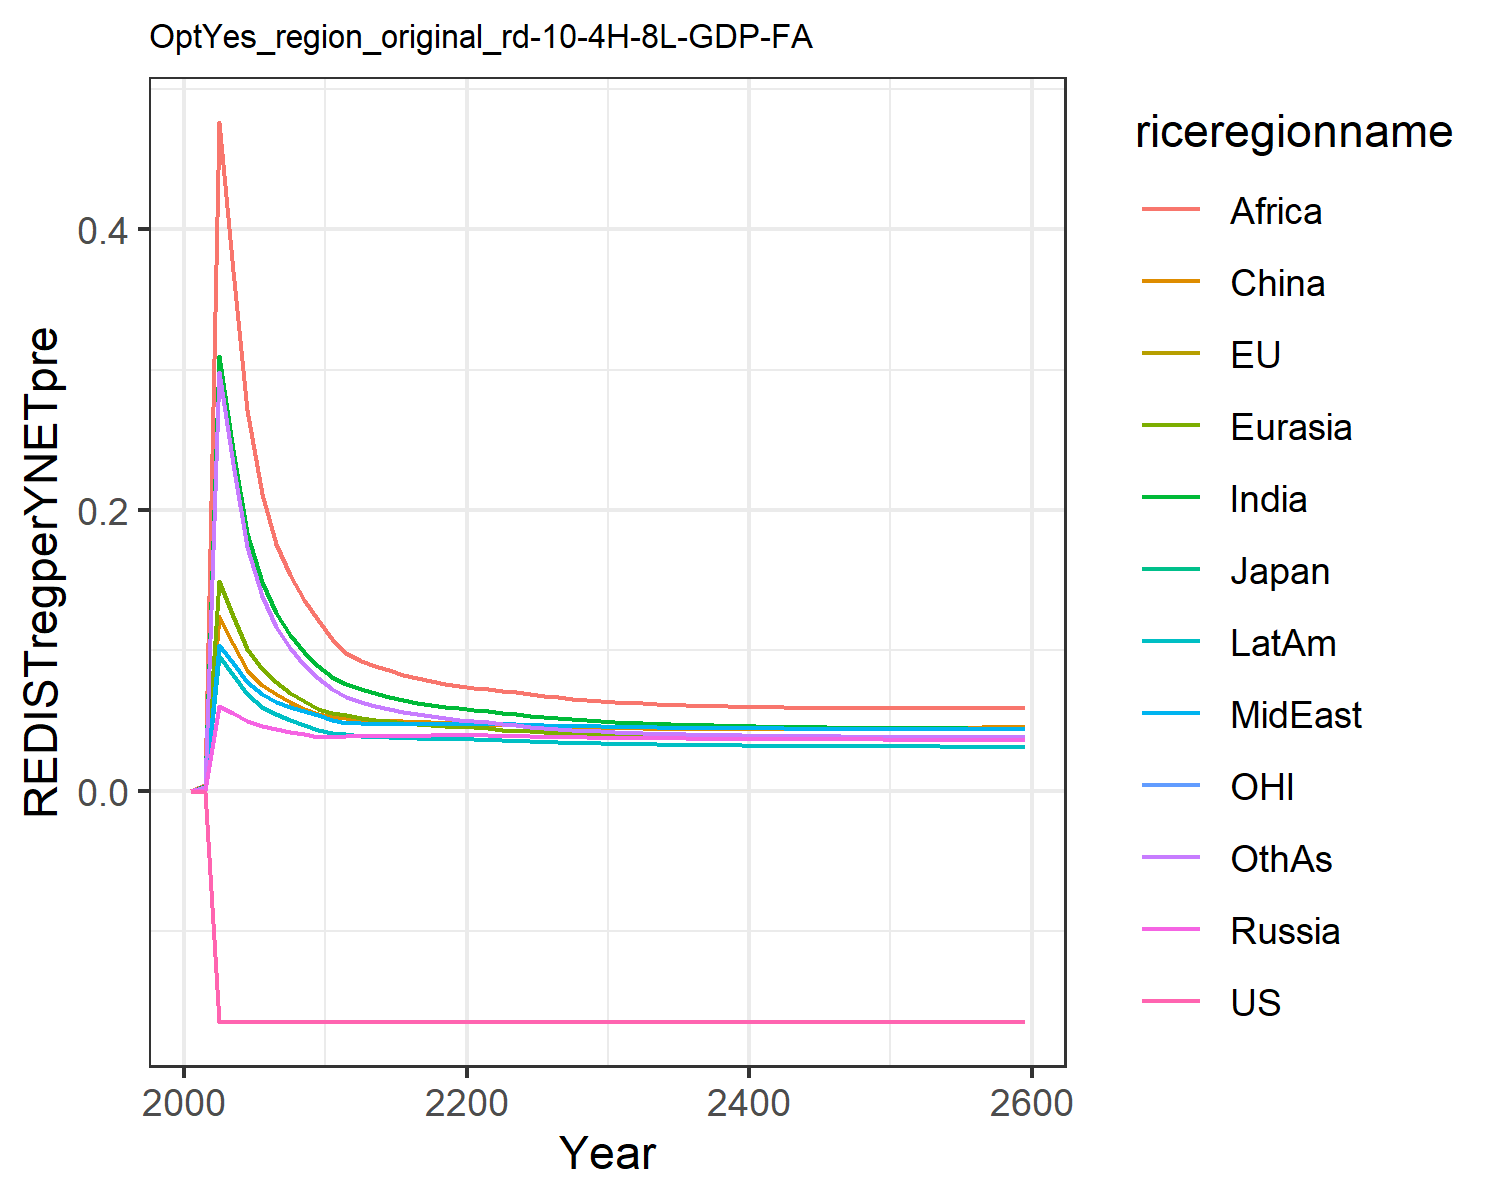 OptYes_region_original_rd-10-4H-8L-GDP-FA
REDISTregperYNETpre
0.4
0.2
0.0
2000
2200
2400
2600
Year
riceregionname
Africa
China
EU
Eurasia
India
Japan
LatAm
MidEast
OHI
OthAs
Russia
US